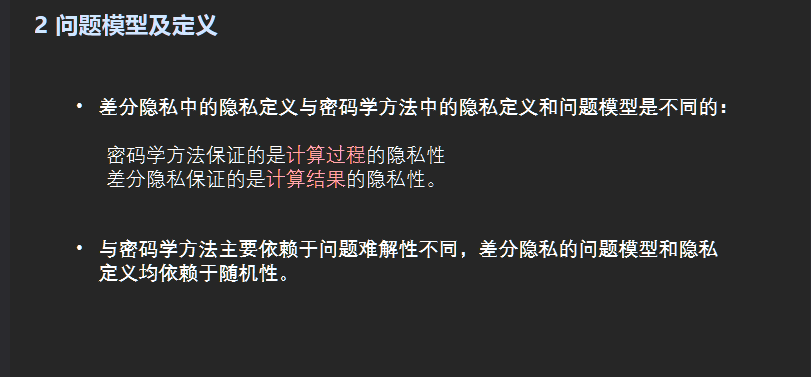 2 问题模型及定义
• 差分隐私中的隐私定义与密码学方法中的隐私定义和问题模型是不同的：
密码学方法保证的是计算过程的隐私性
差分隐私保证的是计算结果的隐私性。
• 与密码学方法主要依赖于问题难解性不同，差分隐私的问题模型和隐私
定义均依赖于随机性。